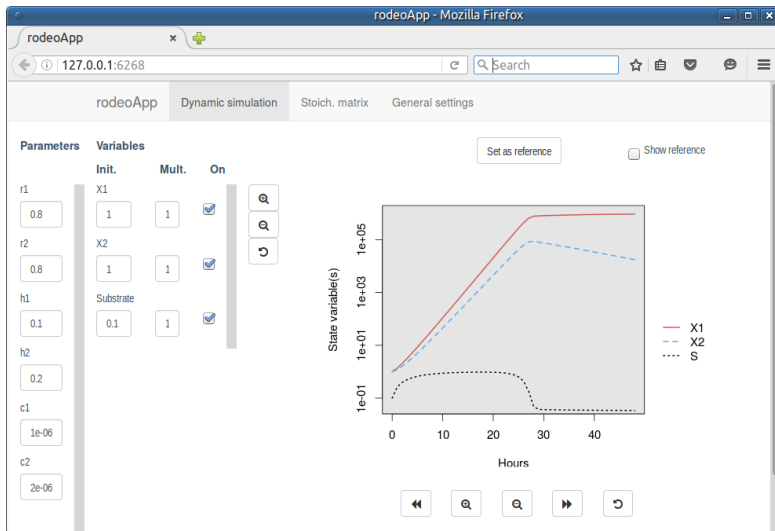 rodeoApp - Mozilla Firefox
rodeoApp
127.0.0.1:6268
Search
rodeoApp Dynamic simulation Stoich. matrix General settings
Parameters Variables
Set as reference Show reference
Init. Mult. On
r1 X1
0.8 1 1
r2 X2
0.8 1 1
h1 Substrate
0.1 0.1 1
h2
0.2
c1
1e-06
c2
2e-06
State variable(s)
1e+05
1e+03
1e+01
1e-01
0 10 20 30 40
Hours
X1
X2
S